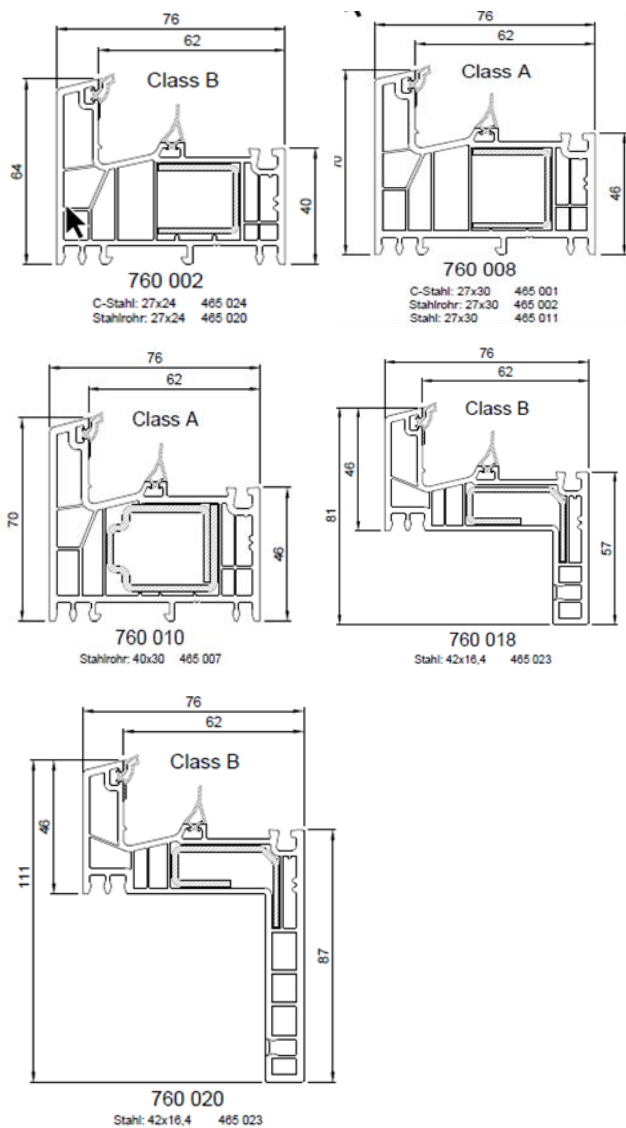 76
62
Class B
64
40
760 002
C-Stahl: 27x24 465 024
Stahlrohr: 27x24 465 020
76
62
Class A
70
46
760 008
C-Stahl: 27x30 465 001
Stahlrohr: 27x30 465 002
Stahl: 27x30 465 011
76
62
Class A
70
46
760 010
Stahlrohr: 40x30 465 007
76
62
Class B
46
81
57
760 018
Stahl: 42x16,4 465 023
76
62
Class B
46
111
87
760 020
Stahl: 42x16,4 465 023